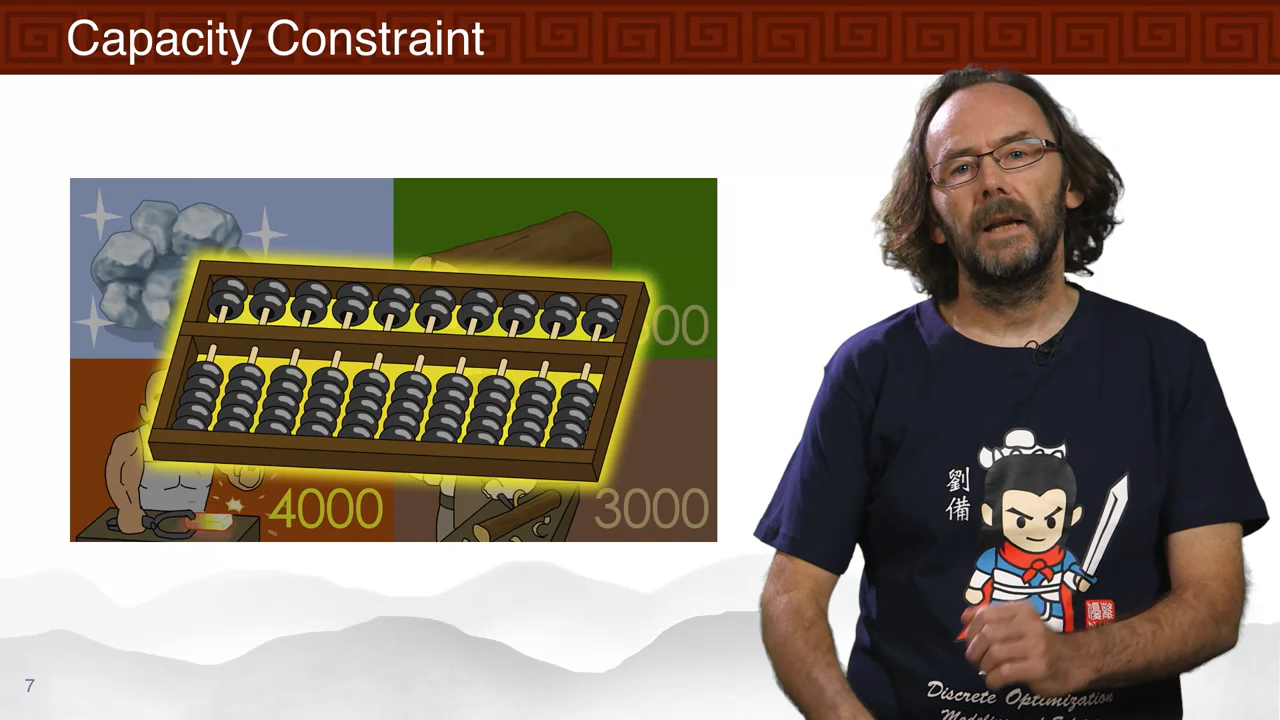 Capacity Constraint
00
4000
3000
劉
備
Discrete Optimization
7